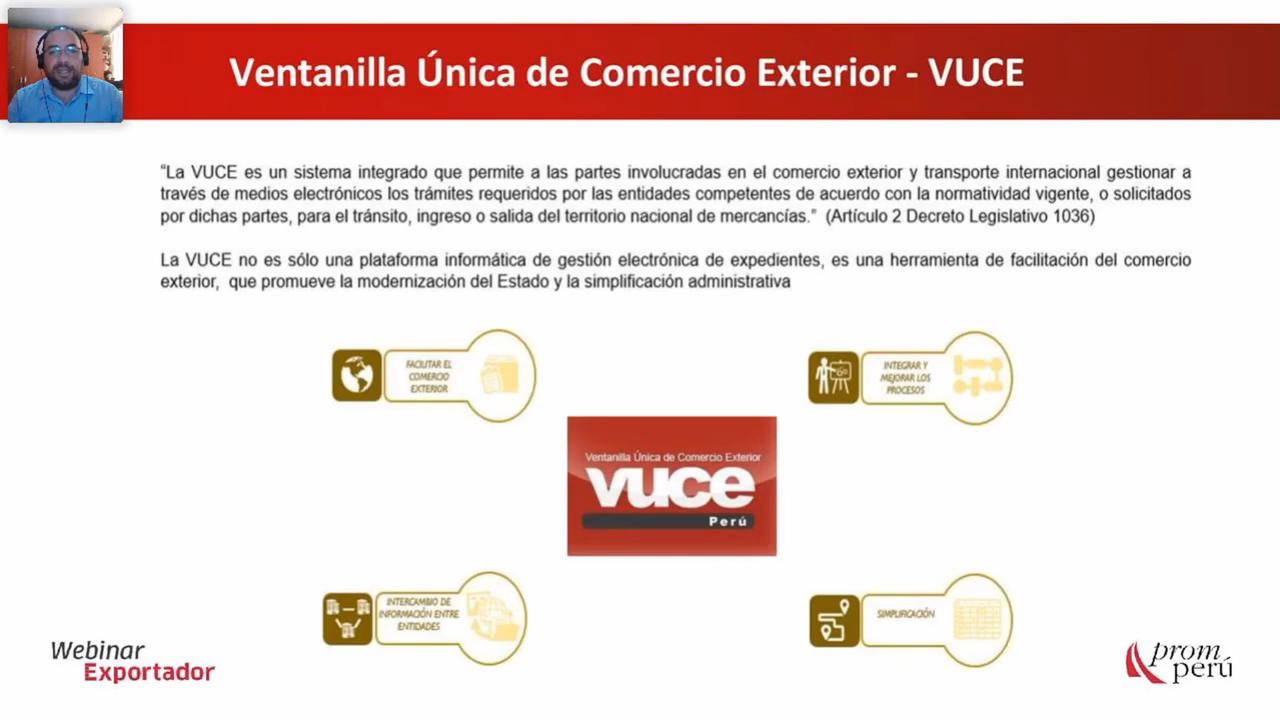 Ventanilla Única de Comercio Exterior - VUCE
“La VUCE es un sistema integrado que permite a las partes involucradas en el comercio exterior y transporte internacional gestionar a
través de medios electrónicos los trámites requeridos por las entidades competentes de acuerdo con la normatividad vigente, o solicitados
por dichas partes, para el tránsito, ingreso o salida del territorio nacional de mercancías.” (Artículo 2 Decreto Legislativo 1036)
La VUCE no es sólo una plataforma informática de gestión electrónica de expedientes, es una herramienta de facilitación del comercio
exterior, que promueve la modernización del Estado y la simplificación administrativa
FACILITAR EL
COMERCIO
EXTERIOR
INTEGRAR Y
MEJORAR LOS
PROCESOS
Ventanilla Única de Comercio Exterior
vuce
Perú
INTERCAMBIO DE
INFORMACIÓN ENTRE
ENTIDADES
SIMPLIFICACIÓN
Webinar
Exportador
prom
perú